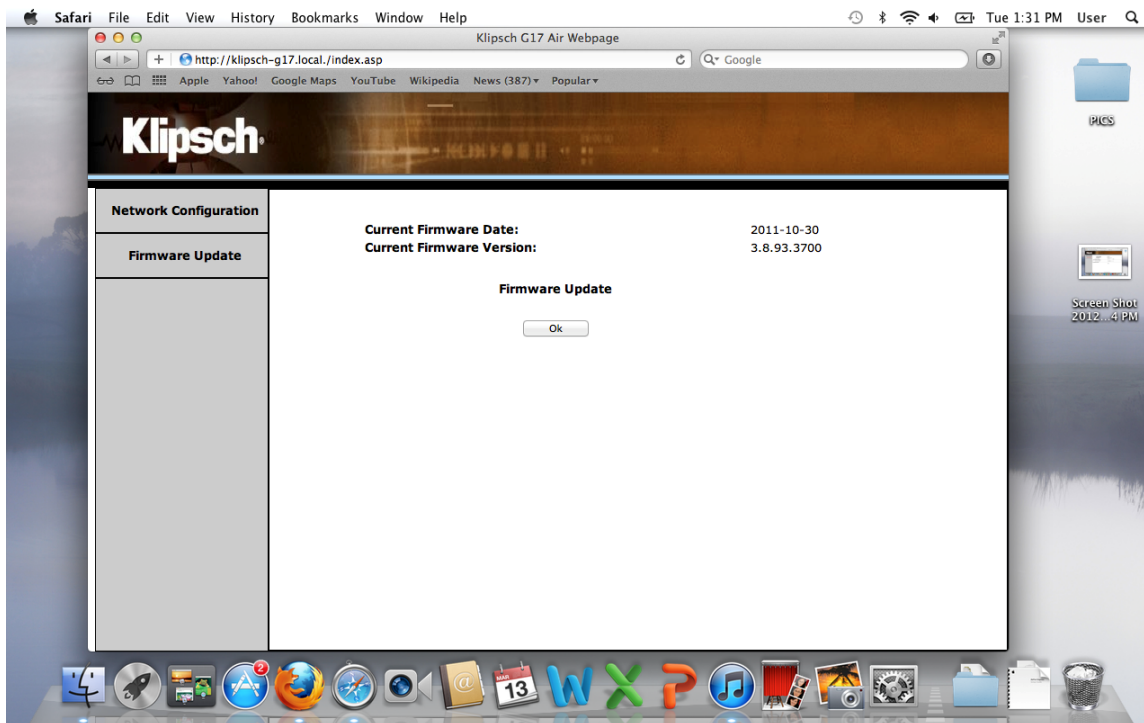 Safari File Edit View History Bookmarks Window Help Tue 1:31 PM User
Klipsch G17 Air Webpage
http://klipsch-g17.local./index.asp Google
Apple Yahoo! Google Maps YouTube Wikipedia News (387) Popular
PICS
Klipsch
Network Configuration
Firmware Update
Current Firmware Date: 2011-10-30
Current Firmware Version: 3.8.93.3700
Firmware Update
Ok
Screen Shot
2012...4 PM
2
MAR
13